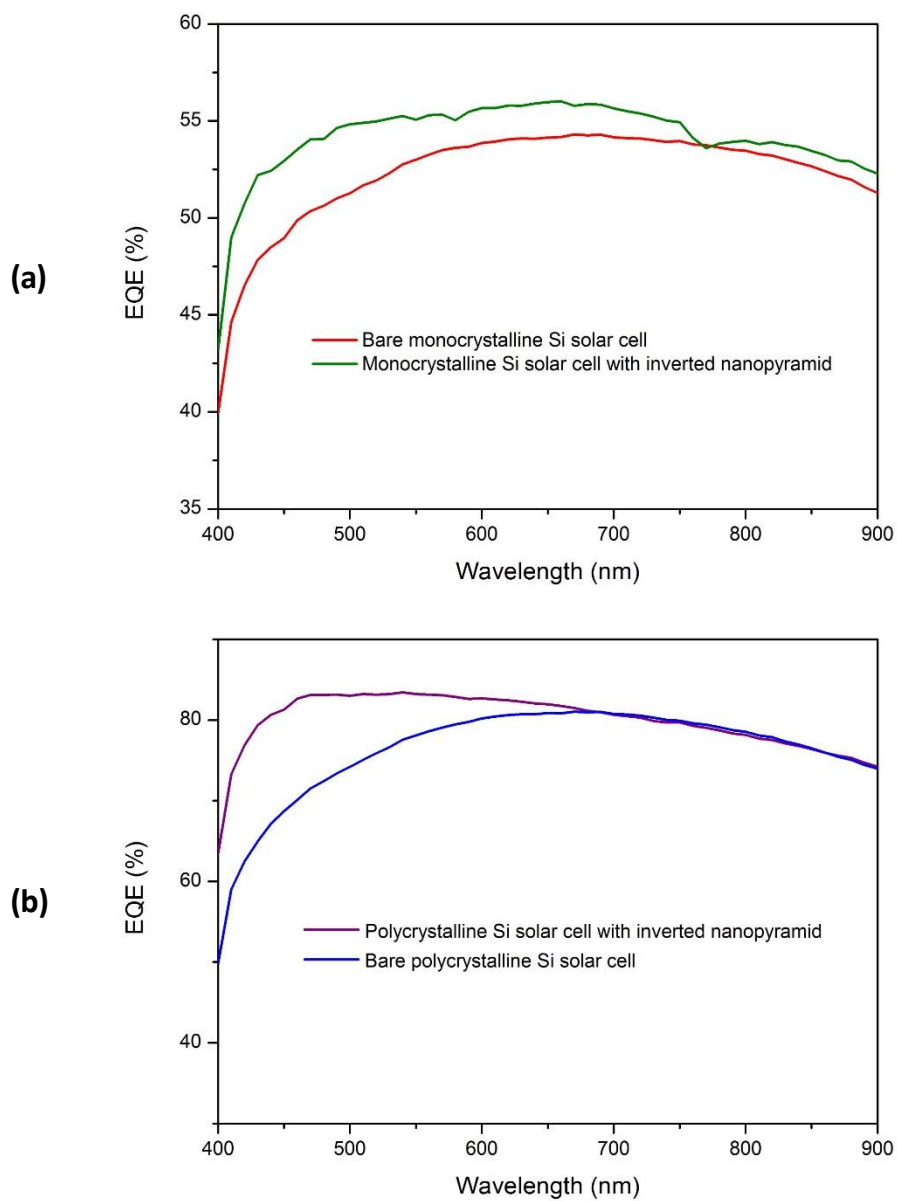 (a)
EQE (%)
60
55
50
45
40
35
Bare monocrystalline Si solar cell
Monocrystalline Si solar cell with inverted nanopyramid
400 500 600 700 800 900
Wavelength (nm)
(b)
EQE (%)
80
60
40
Polycrystalline Si solar cell with inverted nanopyramid
Bare polycrystalline Si solar cell
400 500 600 700 800 900
Wavelength (nm)